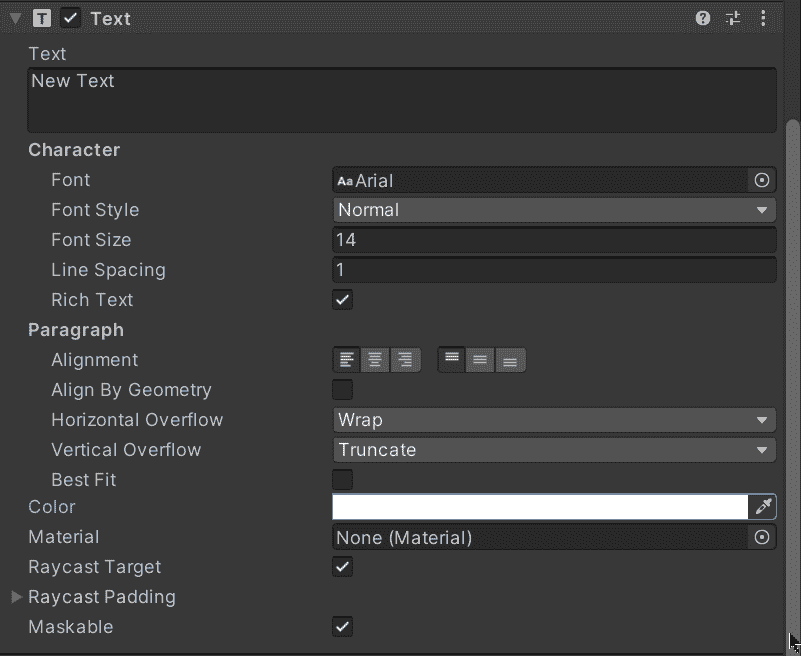 Text
Text
New Text
Character
Font Aa Arial
Font Style Normal
Font Size 14
Line Spacing 1
Rich Text
Paragraph
Alignment
Align By Geometry
Horizontal Overflow Wrap
Vertical Overflow Truncate
Best Fit
Color
Material None (Material)
Raycast Target
Raycast Padding
Maskable